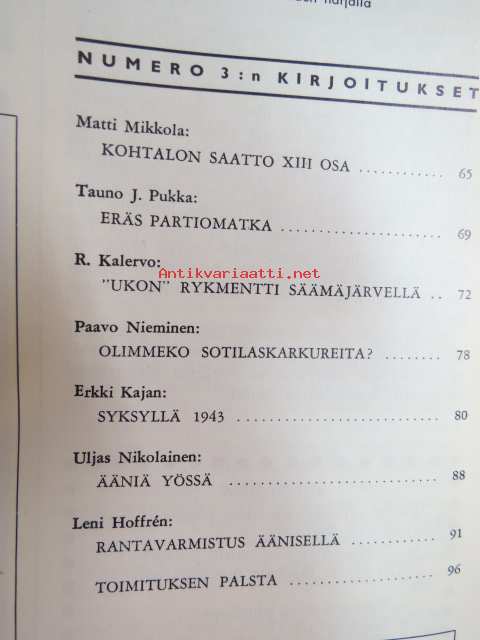 harjalla
NUMERO 3:n KIRJOITUKSET
Matti Mikkola:
KOHTALON SAATTO XIII OSA ............ 65
Tauno J. Pukka:
ERÄS PARTIOMATKA .................... 69
R. Kalervo:
Antikvariaatti.net
"UKON" RYKMENTTI SÄÄMÄJÄRVELLÄ .. 72
Paavo Nieminen:
OLIMMEKO SOTILASKARKUREITA? ........ 78
Erkki Kajan:
SYKSYLLÄ 1943 ........................ 80
Uljas Nikolainen:
ÄÄNIÄ YÖSSÄ ........................ 88
Leni Hoffrén:
RANTAVARMISTUS ÄÄNISELLÄ ............ 91
TOIMITUKSEN PALSTA .................. 96